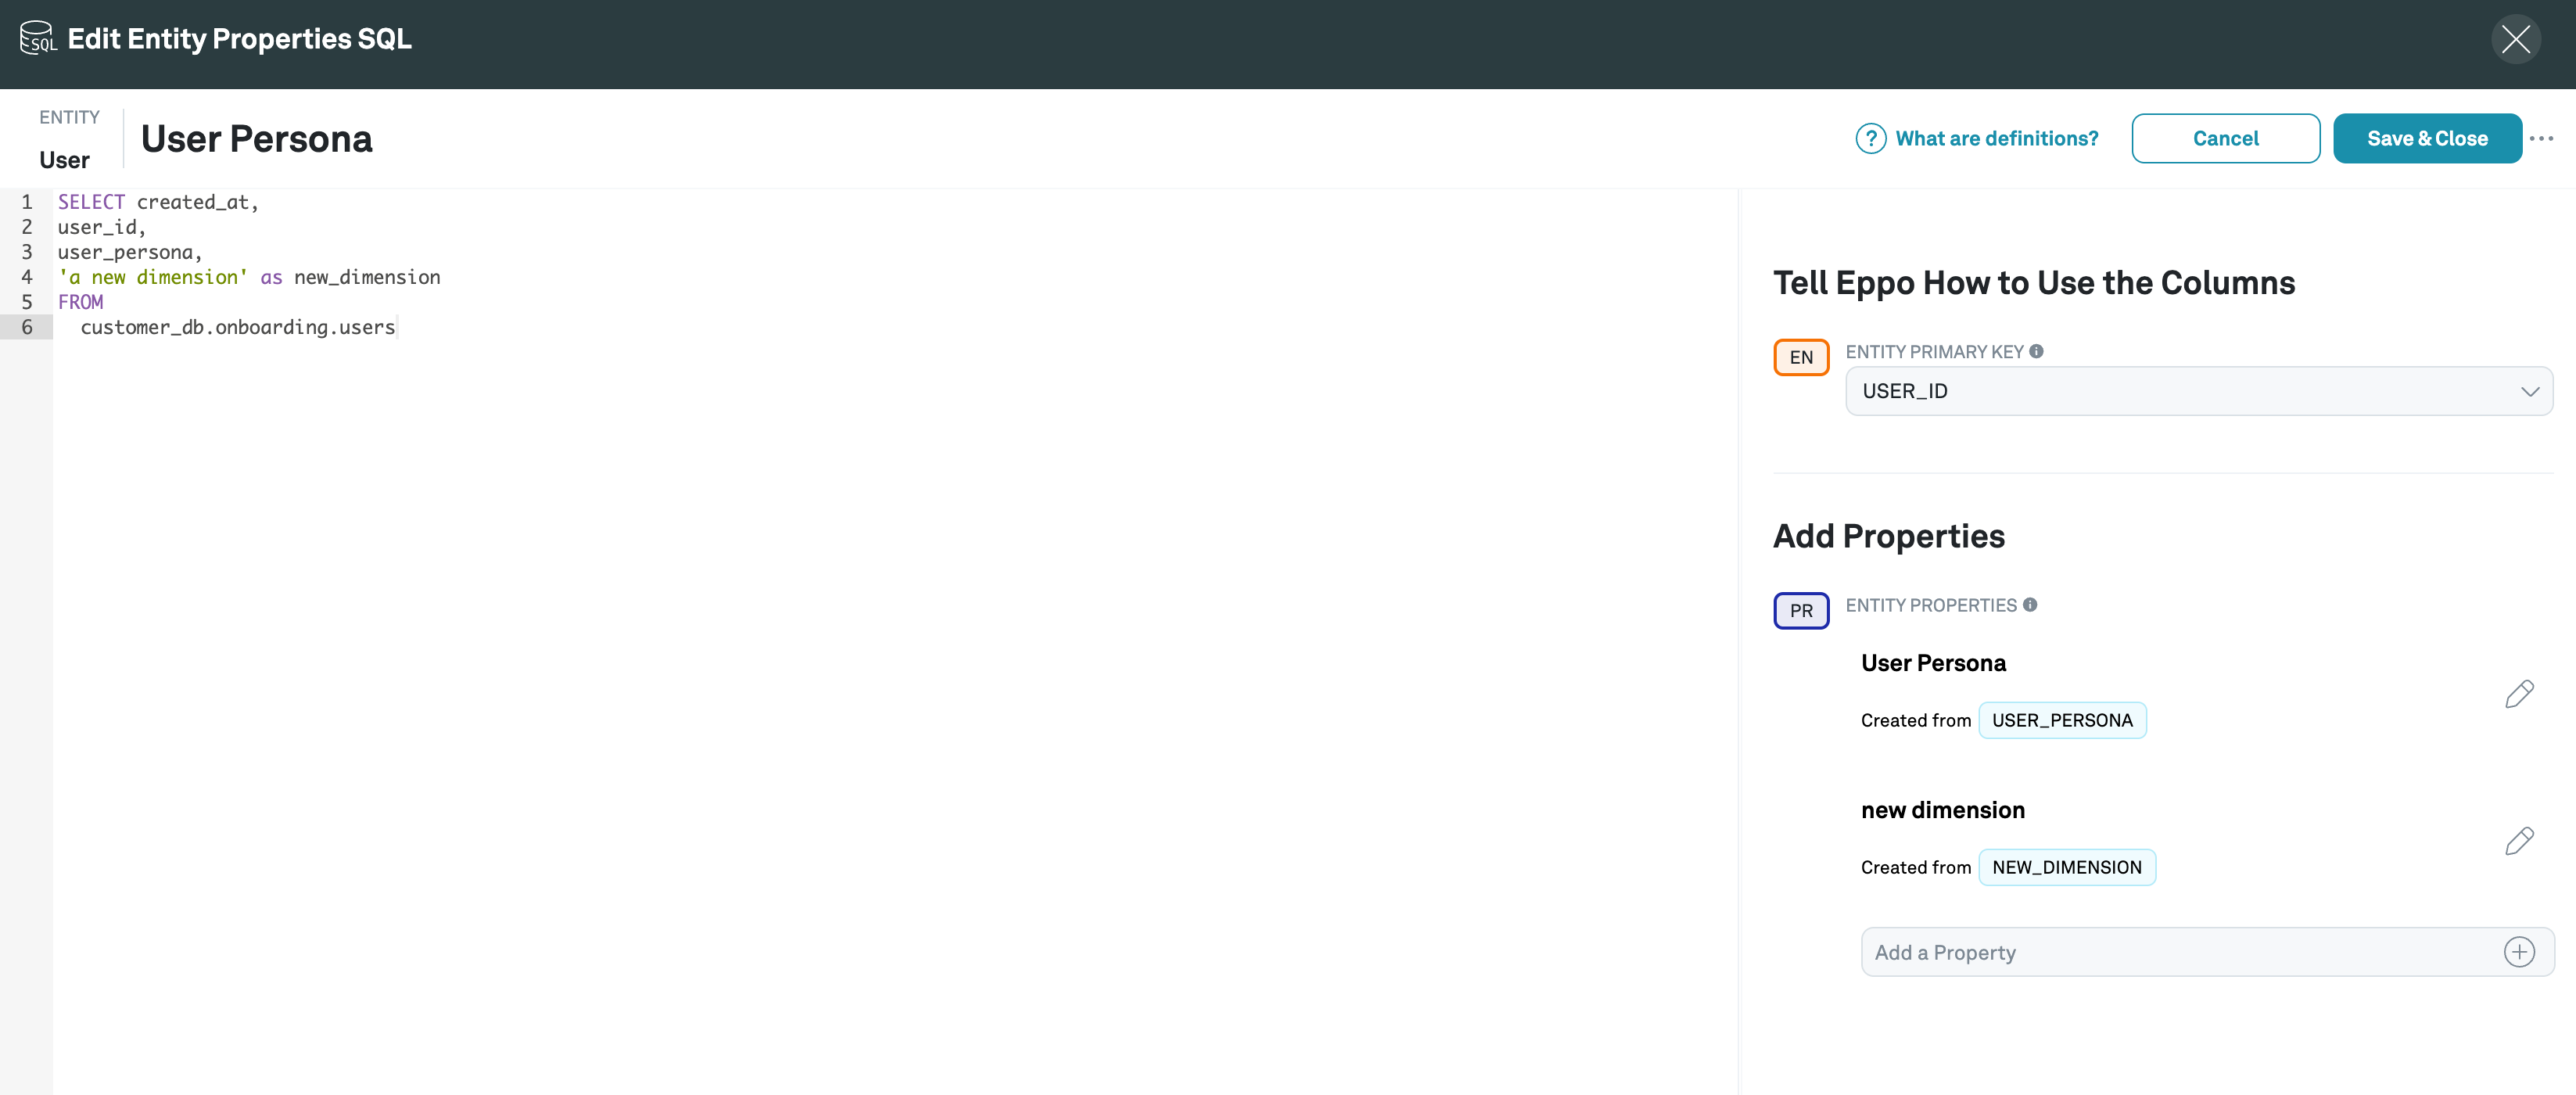 SQL Edit Entity Properties SQL
ENTITY
User
User Persona
? What are definitions?
Cancel
Save & Close
1 SELECT created_at,
2 user_id,
3 user_persona,
4 'a new dimension' as new_dimension
5 FROM
6 customer_db.onboarding.users
Tell Eppo How to Use the Columns
EN ENTITY PRIMARY KEY i
USER_ID
Add Properties
PR ENTITY PROPERTIES i
User Persona
Created from USER_PERSONA
new dimension
Created from NEW_DIMENSION
Add a Property